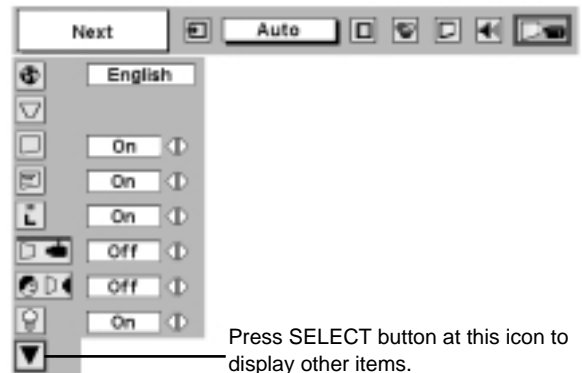 Next
Auto
English
On
On
On
Off
Off
On
Press SELECT button at this icon to
display other items.